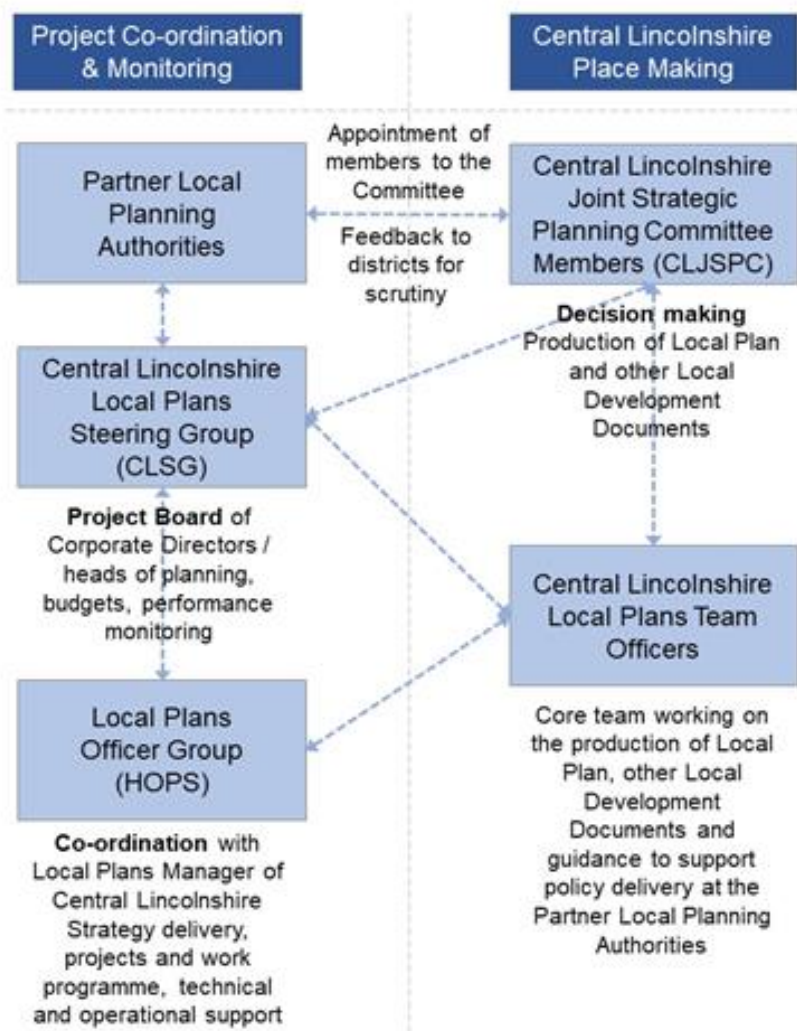 Project Co-ordination
& Monitoring
Central Lincolnshire
Place Making
Partner Local
Planning
Authorities
Appointment of
members to the
Committee
Feedback to
districts for
scrutiny
Central Lincolnshire
Joint Strategic
Planning Committee
Members (CLJSPC)
Decision making
Production of Local Plan
and other Local
Development
Documents
Central Lincolnshire
Local Plans
Steering Group
(CLSG)
Project Board of
Corporate Directors /
heads of planning,
budgets, performance
monitoring
Central Lincolnshire
Local Plans Team
Officers
Core team working on
the production of Local
Plan, other Local
Development
Documents and
guidance to support
policy delivery at the
Partner Local Planning
Authorities
Local Plans
Officer Group
(HOPS)
Co-ordination with
Local Plans Manager of
Central Lincolnshire
Strategy delivery,
projects and work
programme, technical
and operational support